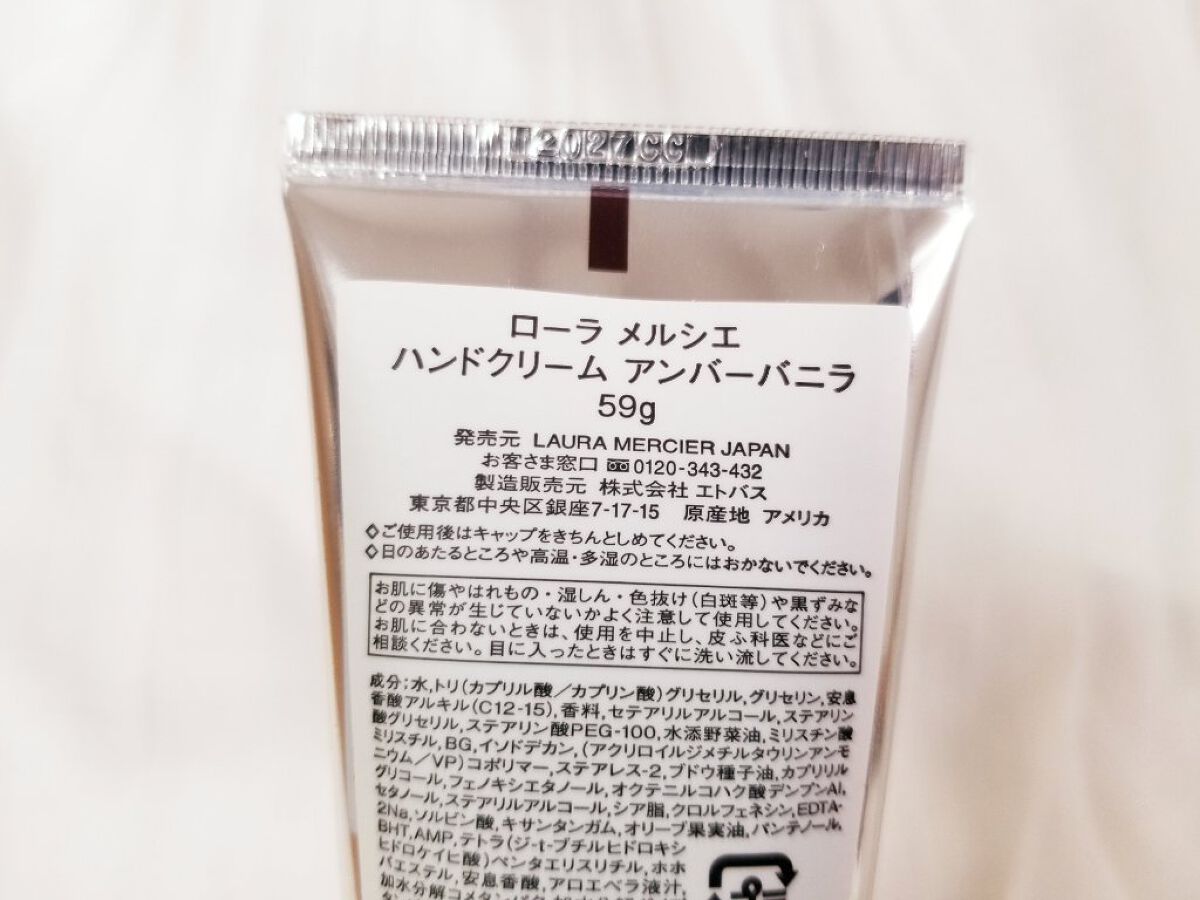 2027CC
ローラ メルシエ
ハンドクリーム アンバーバニラ
59g
発売元 LAURA MERCIER JAPAN
お客さま窓口 0120-343-432
製造販売元 株式会社 エトバス
東京都中央区銀座7-17-15 原産地 アメリカ
◇ご使用後はキャップをきちんとしめてください。
◇日のあたるところや高温・多湿のところにはおかないでください。
お肌に傷やはれもの・湿しん・色抜け(白斑等)や黒ずみな
どの異常が生じていないかよく注意して使用してください。
お肌に合わないときは、使用を中止し、皮ふ科医などにご
相談ください。目に入ったときはすぐに洗い流してください。
成分:水,トリ(カプリル酸/カプリン酸)グリセリル,グリセリン,安息
香酸アルキル(C12-15),香料,セテアリルアルコール,ステアリン
酸グリセリル,ステアリン酸PEG-100,水添野菜油,ミリスチン酸
ミリスチル,BG,イソドデカン,(アクリロイルジメチルタウリンアンモ
ニウム/VP)コポリマー,ステアレス-2,ブドウ種子油,カプリリル
グリコール,フェノキシエタノール,オクテニルコハク酸デンプンAl,
セタノール,ステアリルアルコール,シア脂,クロルフェネシン,EDTA-
2Na,ソルビン酸,キサンタンガム,オリーブ果実油,パンテノール,
BHT,AMP,テトラ(ジ-t-ブチルヒドロキシ
ヒドロケイヒ酸)ペンタエリスリチル,ホホ
バエステル,安息香酸,アロエベラ液汁,
加水分解コメタンパク